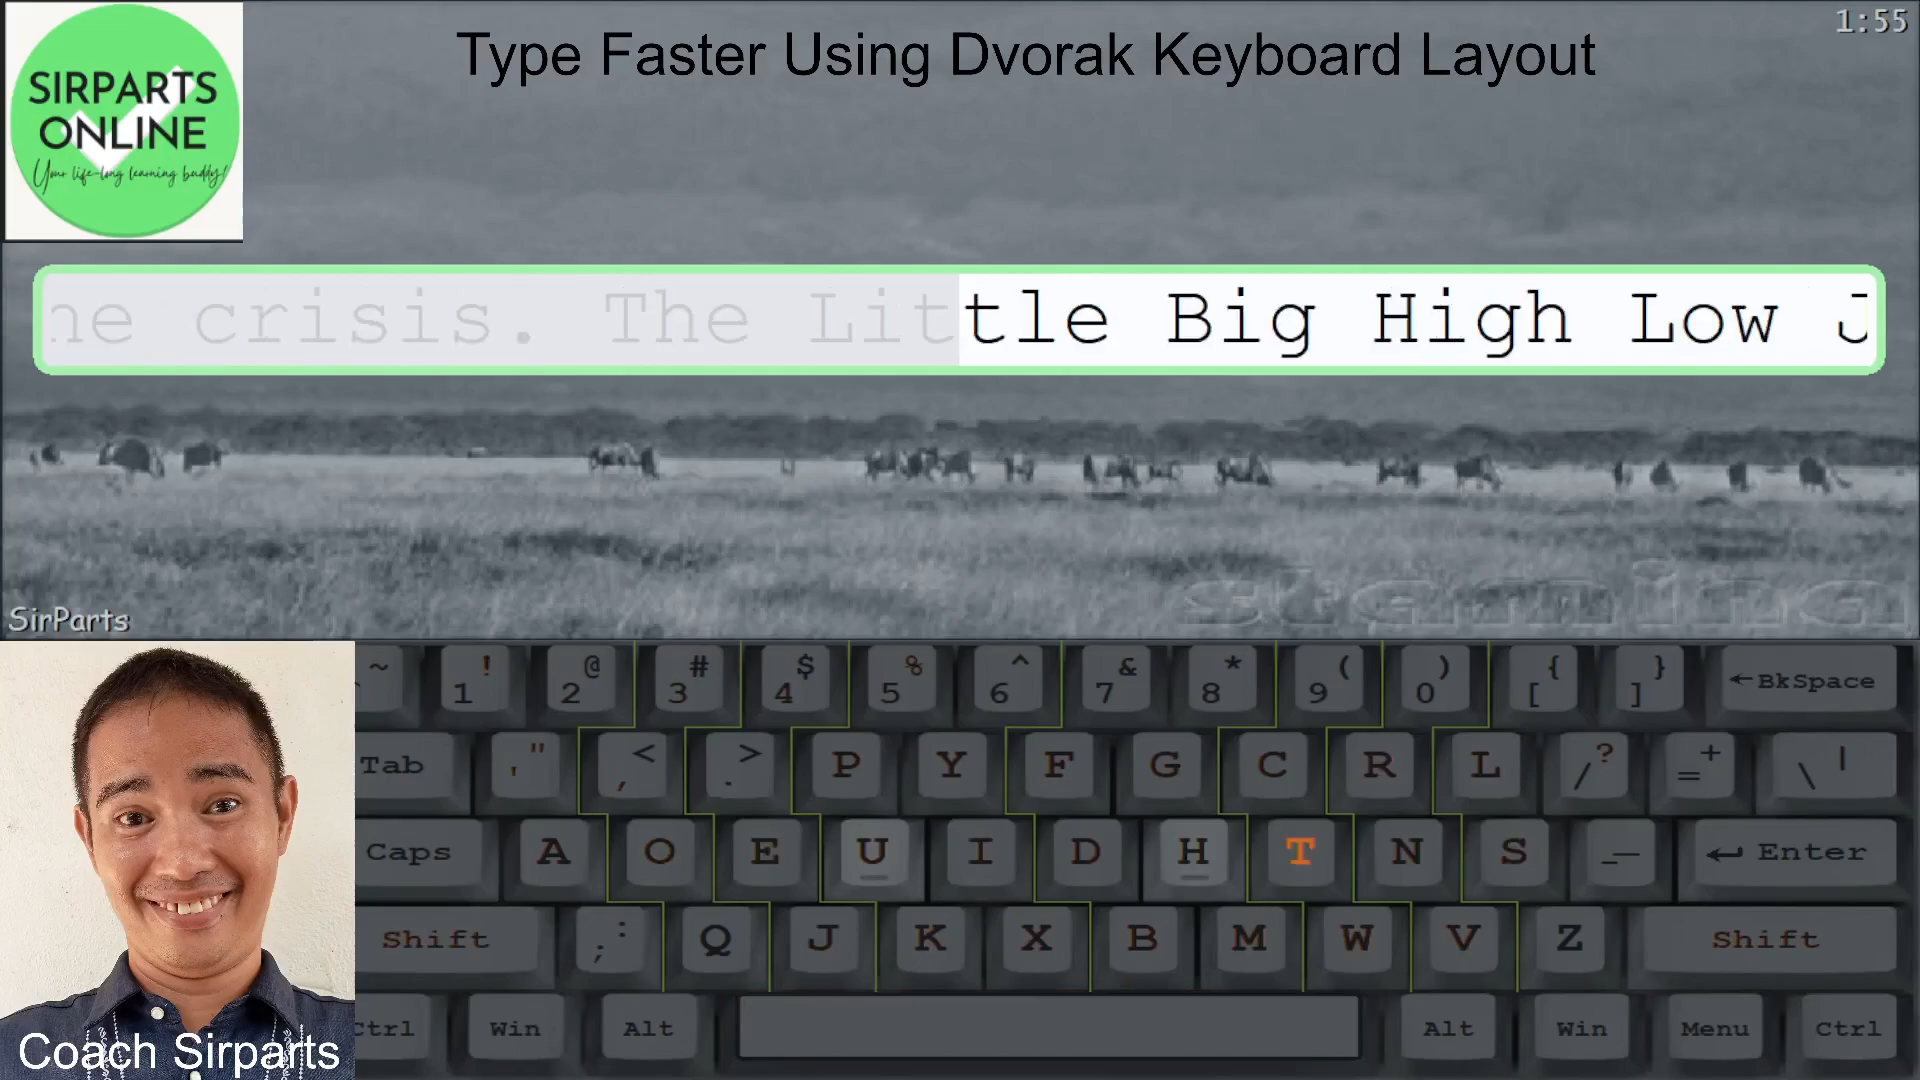 1:55
Type Faster Using Dvorak Keyboard Layout
SIRPARTS
ONLINE
Your life-long learning buddy!
he crisis. The Little Big High Low J
stamina
SirParts
~ ! 1 @ 2 # 3 $ 4 % 5 ^ 6 & 7 * 8 ( 9 ) 0 { [ } ] ←BkSpace
Tab " ' < , > . P Y F G C R L ? / + = | \
Caps A O E U I D H T N S _ - Enter
Shift : ; Q J K X B M W V Z Shift
Ctrl Win Alt Alt Win Menu Ctrl
Coach Sirparts